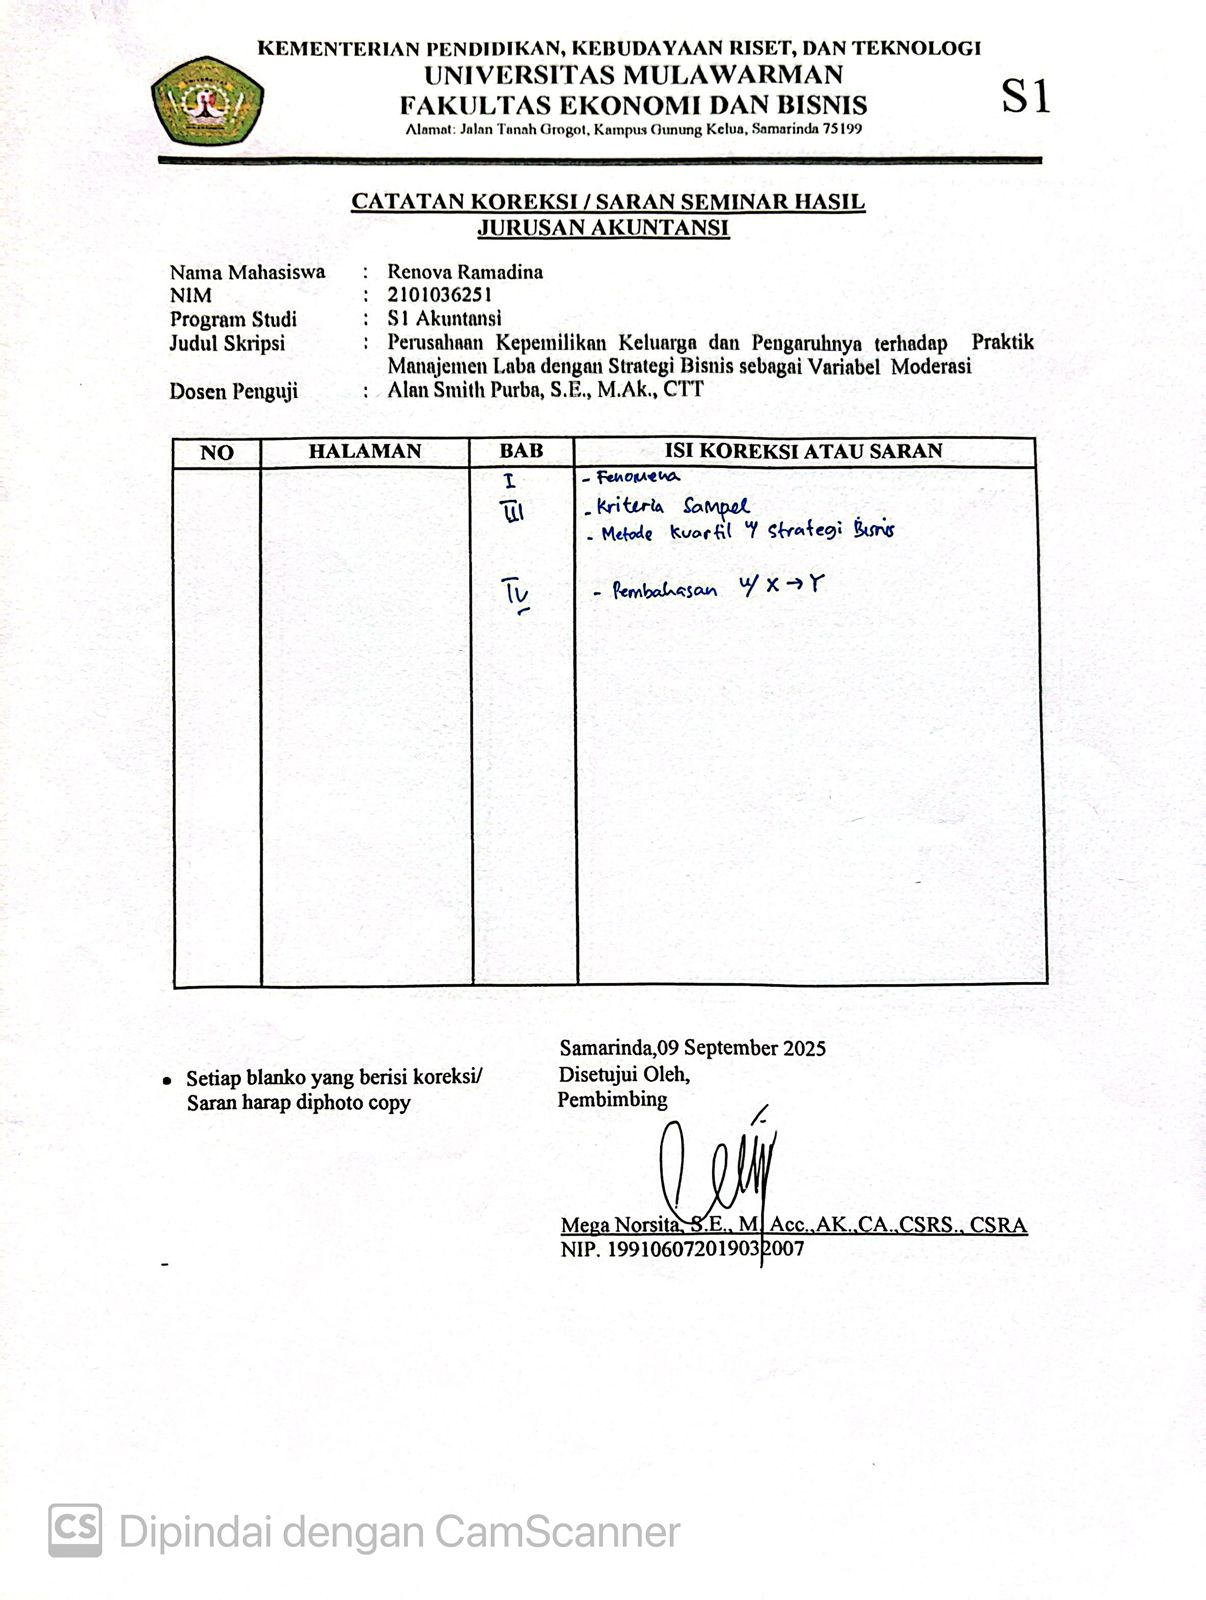 KEMENTERIAN PENDIDIKAN, KEBUDAYAAN RISET, DAN TEKNOLOGI
UNIVERSITAS MULAWARMAN
FAKULTAS EKONOMI DAN BISNIS
Alamat: Jalan Tanah Grogot, Kampus Gunung Kelua, Samarinda 75199
S1
CATATAN KOREKSI / SARAN SEMINAR HASIL
JURUSAN AKUNTANSI
Nama Mahasiswa : Renova Ramadina
NIM : 2101036251
Program Studi : S1 Akuntansi
Judul Skripsi : Perusahaan Kepemilikan Keluarga dan Pengaruhnya terhadap Praktik
Manajemen Laba dengan Strategi Bisnis sebagai Variabel Moderasi
Dosen Penguji : Alan Smith Purba, S.E., M.Ak., CTT
NO HALAMAN BAB ISI KOREKSI ATAU SARAN
I - Fenomena
III - Kriteria Sampel
- Metode Kuartil u/ Strategi Bisnis
IV - Pembahasan u/ X → Y
Samarinda,09 September 2025
Disetujui Oleh,
Pembimbing
• Setiap blanko yang berisi koreksi/
Saran harap diphoto copy
Mega Norsita, S.E., M. Acc.,AK.,CA.,CSRS., CSRA
NIP. 199106072019032007
CS Dipindai dengan CamScanner